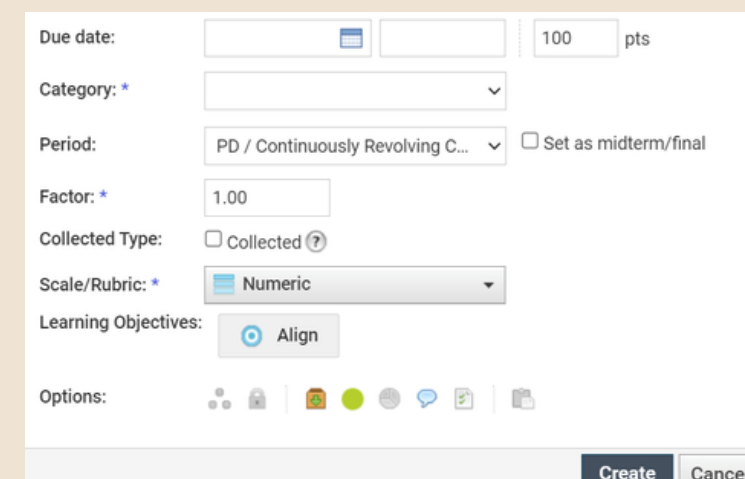 Due date: 100 pts
Category: *
Period: PD / Continuously Revolving C... Set as midterm/final
Factor: * 1.00
Collected Type: Collected ?
Scale/Rubric: * Numeric
Learning Objectives: Align
Options:
Create Cance